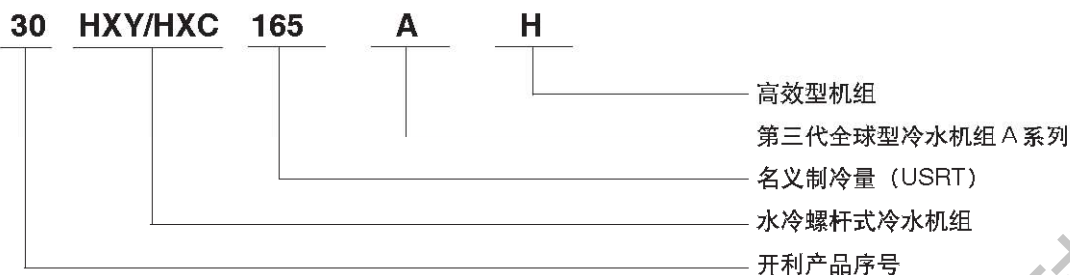 30 HXY/HXC 165 A H
高效型机组
第三代全球型冷水机组A系列
名义制冷量（USRT）
水冷螺杆式冷水机组
开利产品序号